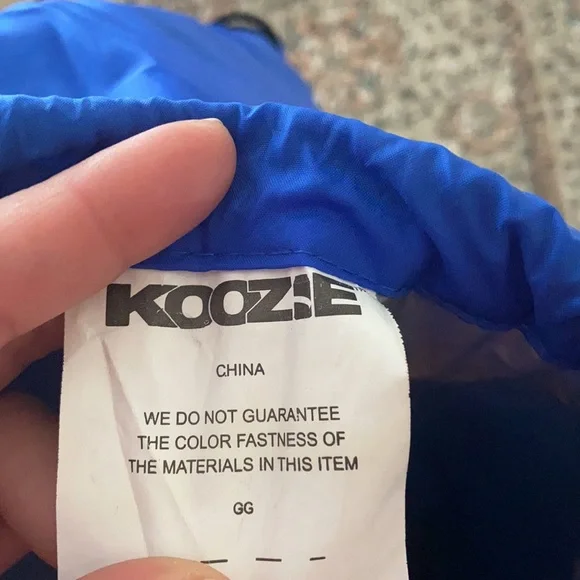 KOOZIE
CHINA
WE DO NOT GUARANTEE
THE COLOR FASTNESS OF
THE MATERIALS IN THIS ITEM
GG